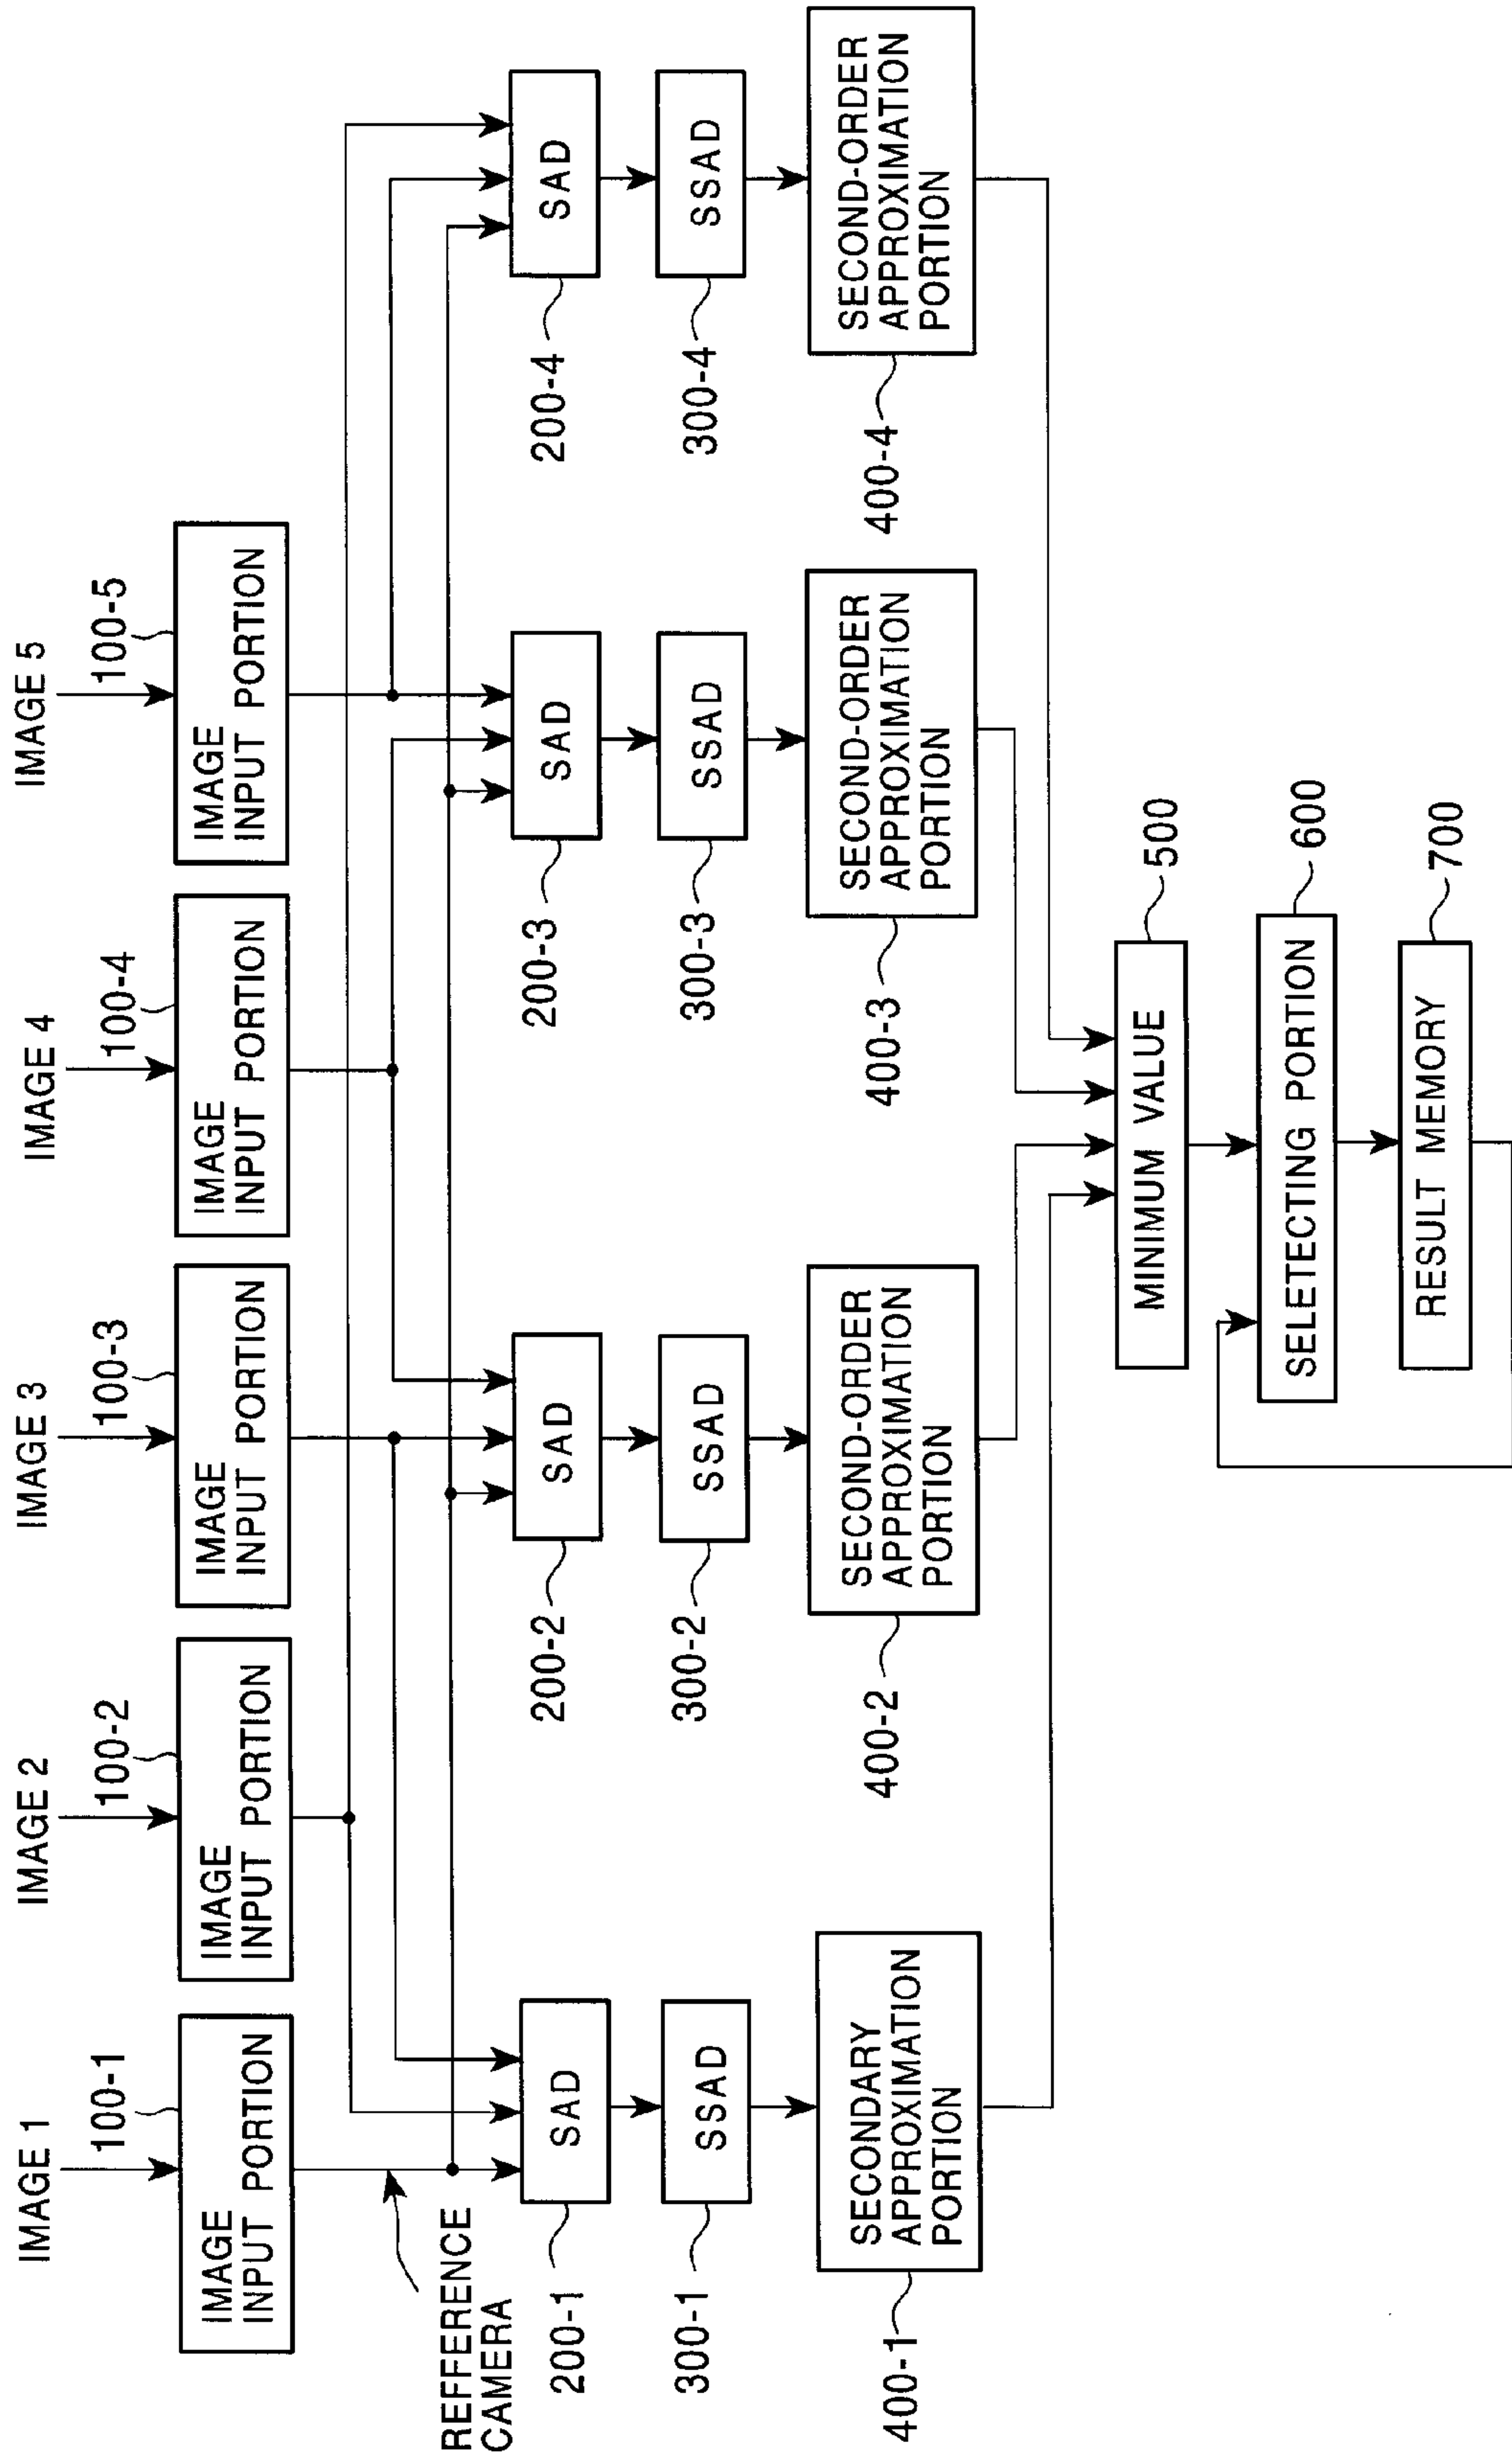 IMAGE 1
IMAGE 2
IMAGE 3
IMAGE 4
IMAGE 5
100-1
100-2
100-3
100-4
100-5
IMAGE
INPUT PORTION
IMAGE
INPUT PORTION
IMAGE
INPUT PORTION
IMAGE
INPUT PORTION
IMAGE
INPUT PORTION
REFFERENCE
CAMERA
SAD
SAD
SAD
SAD
200-1
200-2
200-3
200-4
SSAD
SSAD
SSAD
SSAD
300-1
300-2
300-3
300-4
SECONDARY
APPROXIMATION
PORTION
SECOND-ORDER
APPROXIMATION
PORTION
SECOND-ORDER
APPROXIMATION
PORTION
SECOND-ORDER
APPROXIMATION
PORTION
400-1
400-2
400-3
400-4
MINIMUM VALUE
500
SELETECTING PORTION
600
RESULT MEMORY
700